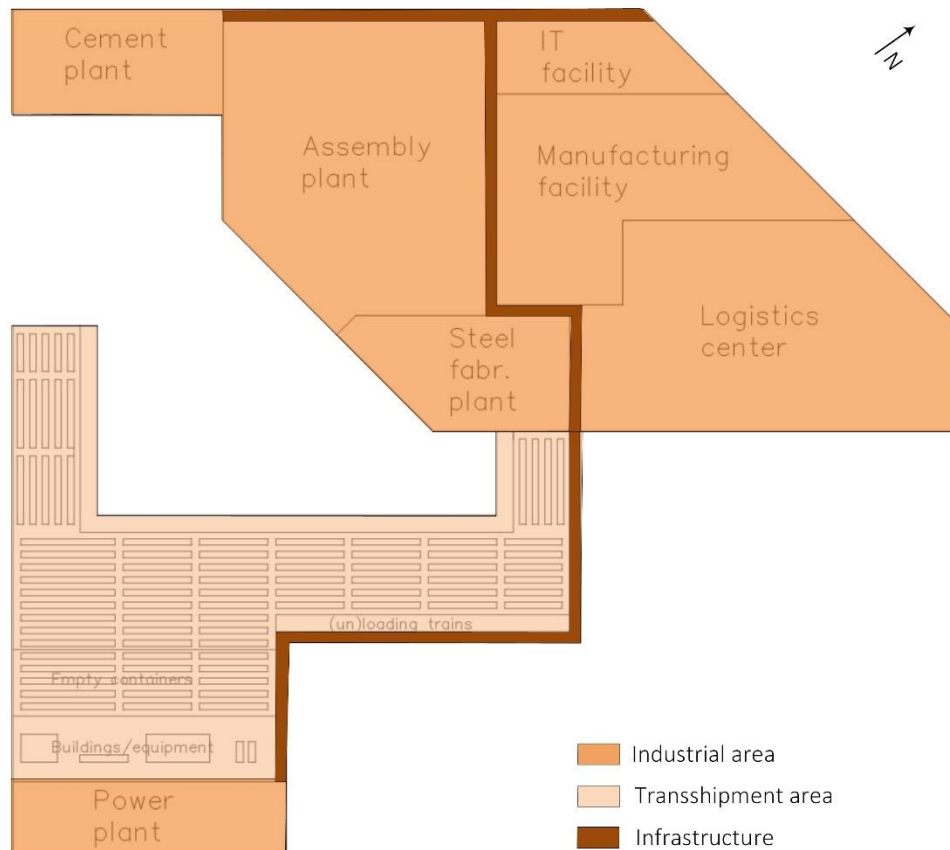 Cement
plant
IT
facility
N
Assembly
plant
Manufacturing
facility
Logistics
center
Steel
fabr.
plant
(un)loading trains
Empty containers
Buildings/equipment
Power
plant
Industrial area
Transshipment area
Infrastructure